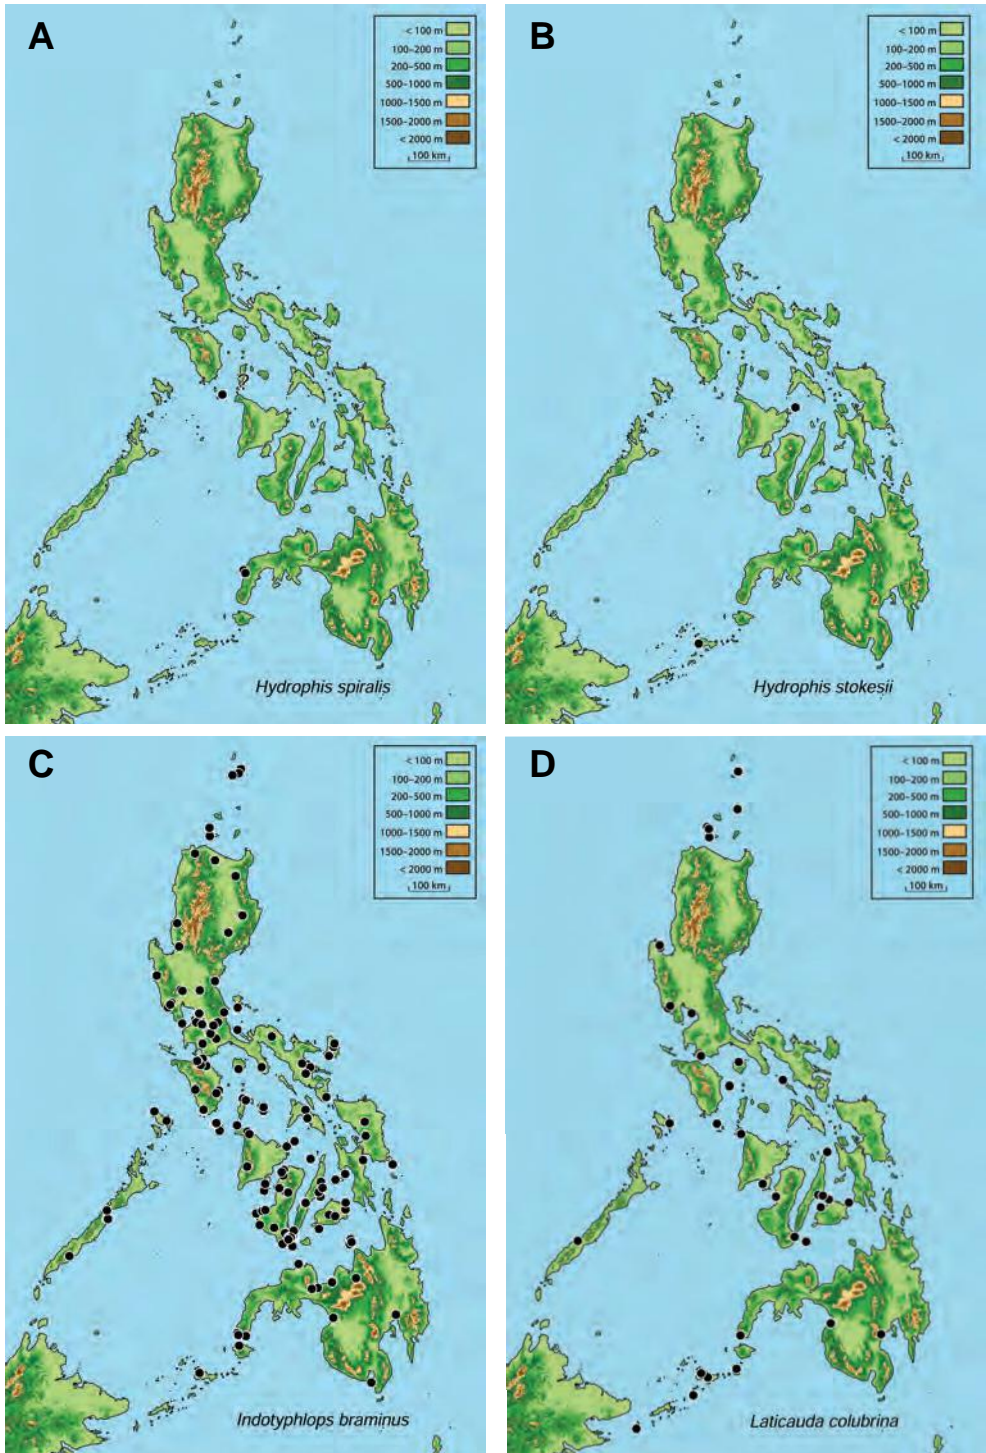 A
< 100 m
100–200 m
200–500 m
500–1000 m
1000–1500 m
1500–2000 m
< 2000 m
100 km
?
Hydrophis spiralis
B
< 100 m
100–200 m
200–500 m
500–1000 m
1000–1500 m
1500–2000 m
< 2000 m
100 km
Hydrophis stokesii
C
< 100 m
100–200 m
200–500 m
500–1000 m
1000–1500 m
1500–2000 m
< 2000 m
100 km
Indotyphlops braminus
D
< 100 m
100–200 m
200–500 m
500–1000 m
1000–1500 m
1500–2000 m
< 2000 m
100 km
Laticauda colubrina